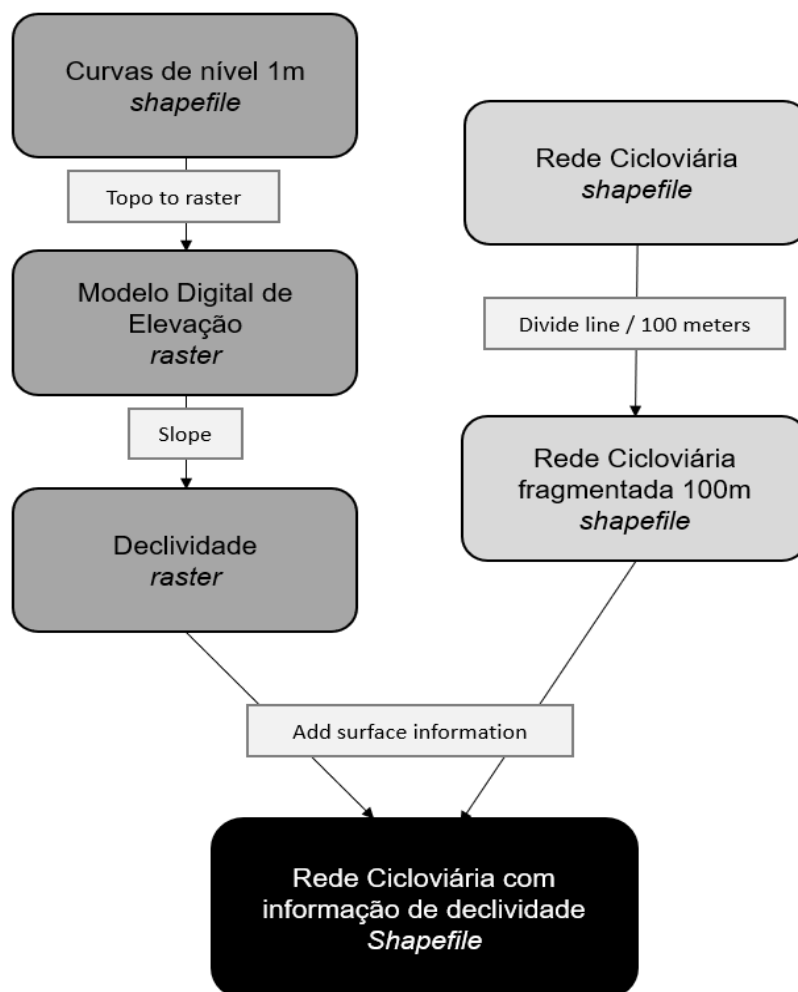 Curvas de nível 1m
shapefile
Topo to raster
Modelo Digital de
Elevação
raster
Slope
Declividade
raster
Rede Cicloviária
shapefile
Divide line / 100 meters
Rede Cicloviária
fragmentada 100m
shapefile
Add surface information
Rede Cicloviária com
informação de declividade
Shapefile